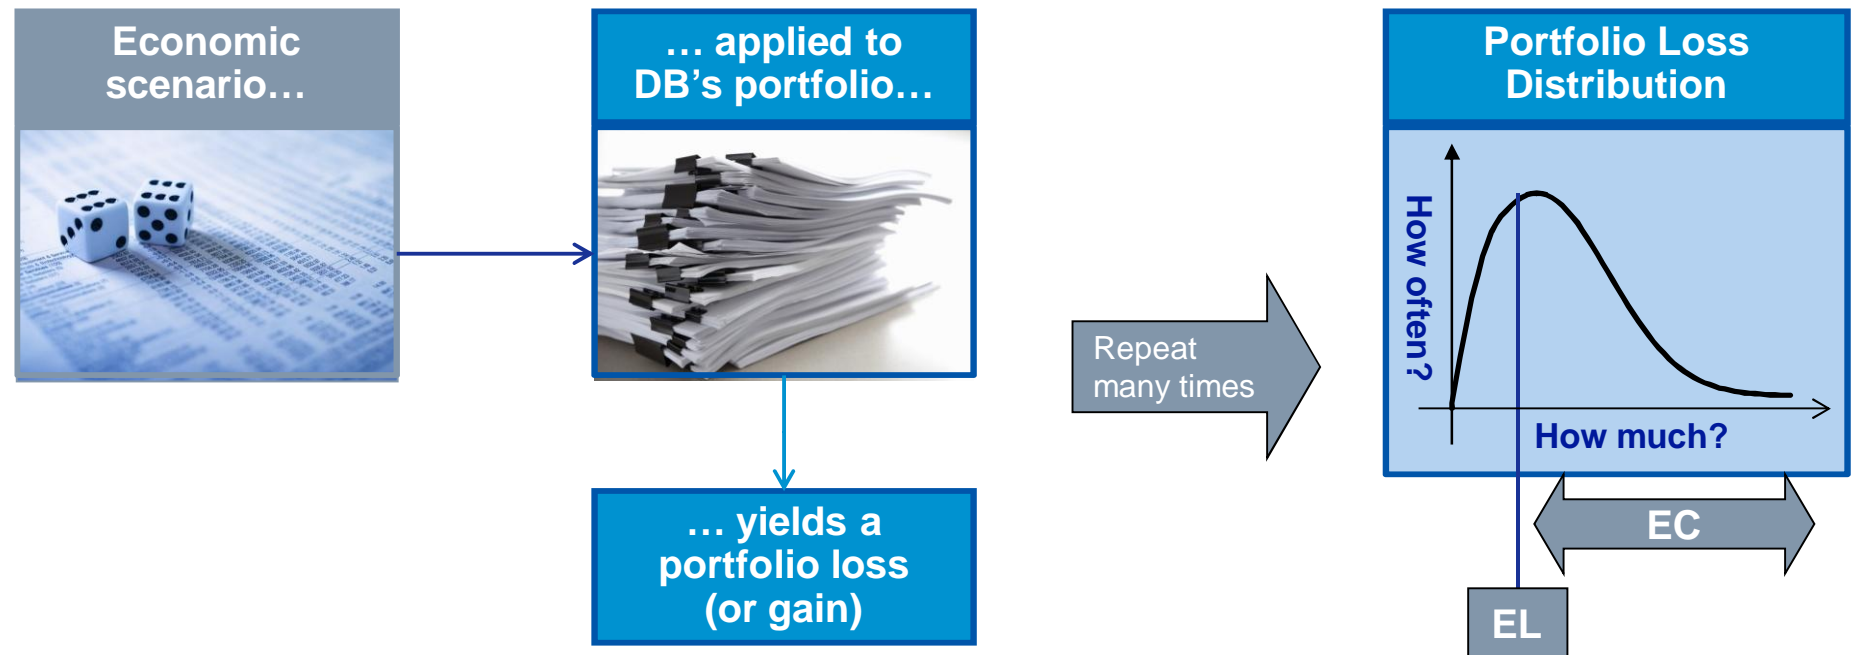 Economic
scenario…
… applied to
DB’s portfolio…
… yields a
portfolio loss
(or gain)
Repeat
many times
Portfolio Loss
Distribution
How often?
How much?
EC
EL